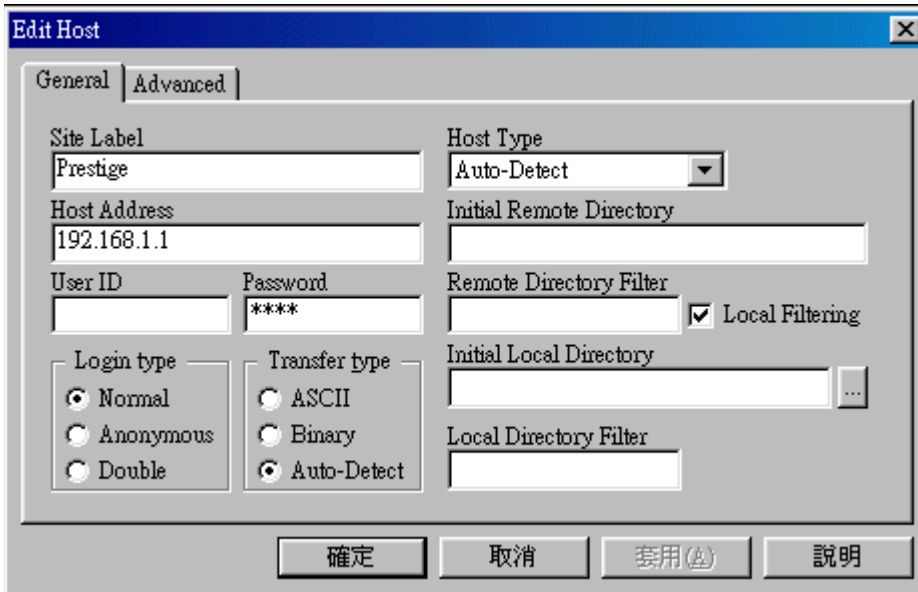 Edit Host
General Advanced
Site Label
Prestige
Host Address
192.168.1.1
User ID Password
****
Login type Transfer type
Normal ASCII
Anonymous Binary
Double Auto-Detect
Host Type
Auto-Detect
Initial Remote Directory
Remote Directory Filter
Local Filtering
Initial Local Directory
...
Local Directory Filter
確定 取消 套用(A) 說明